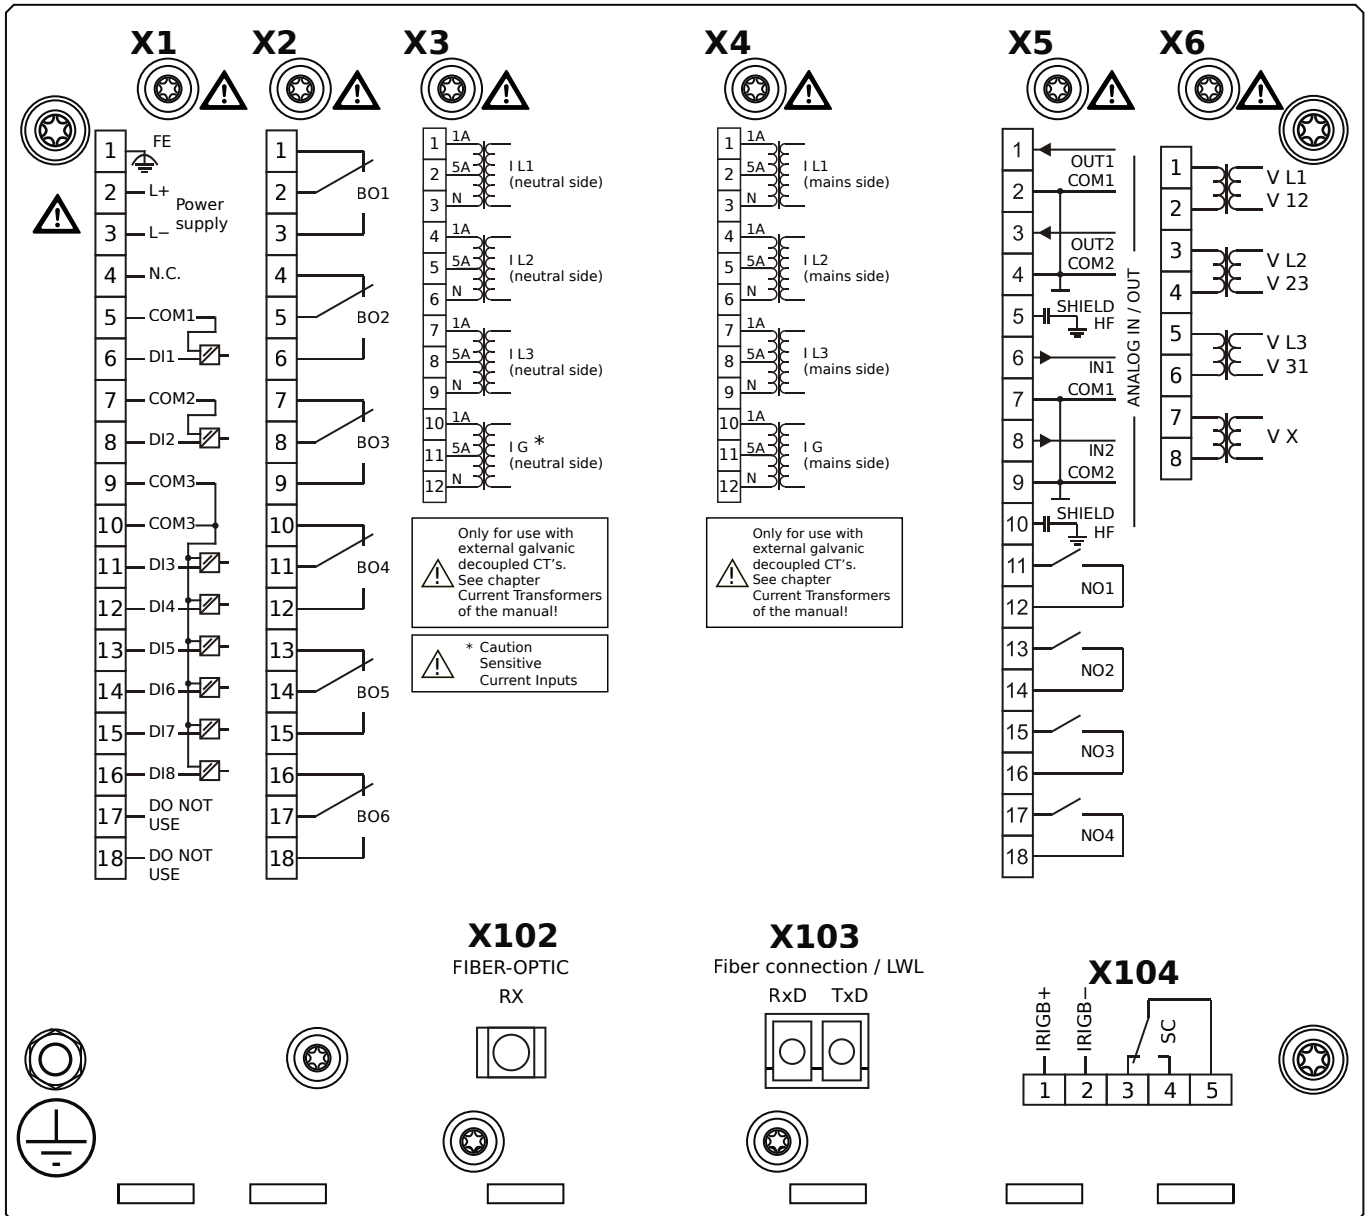 X1
X2
X3
X4
X5
X6
1
FE
2
L+
Power
supply
3
L−
4
N.C.
5
COM1
6
DI1
7
COM2
8
DI2
9
COM3
10
COM3
11
DI3
12
DI4
13
DI5
14
DI6
15
DI7
16
DI8
17
DO NOT
USE
18
DO NOT
USE
1
2
BO1
3
4
5
BO2
6
7
8
BO3
9
10
11
BO4
12
13
14
BO5
15
16
17
BO6
18
1
1A
2
5A
3
N
I L1
(neutral side)
4
1A
5
5A
6
N
I L2
(neutral side)
7
1A
8
5A
9
N
I L3
(neutral side)
10
1A
11
5A
12
N
I G *
(neutral side)
Only for use with
external galvanic
decoupled CT’s.
See chapter
Current Transformers
of the manual!
* Caution
Sensitive
Current Inputs
1
1A
2
5A
3
N
I L1
(mains side)
4
1A
5
5A
6
N
I L2
(mains side)
7
1A
8
5A
9
N
I L3
(mains side)
10
1A
11
5A
12
N
I G
(mains side)
Only for use with
external galvanic
decoupled CT’s.
See chapter
Current Transformers
of the manual!
1
OUT1
2
COM1
3
OUT2
4
COM2
5
SHIELD
HF
6
IN1
7
COM1
8
IN2
9
COM2
10
SHIELD
HF
ANALOG IN / OUT
11
NO1
12
13
NO2
14
15
NO3
16
17
NO4
18
1
V L1
2
V 12
3
V L2
4
V 23
5
V L3
6
V 31
7
V X
8
X102
FIBER-OPTIC
RX
X103
Fiber connection / LWL
RxD TxD
X104
IRIGB+
IRIGB−
SC
1 2 3 4 5